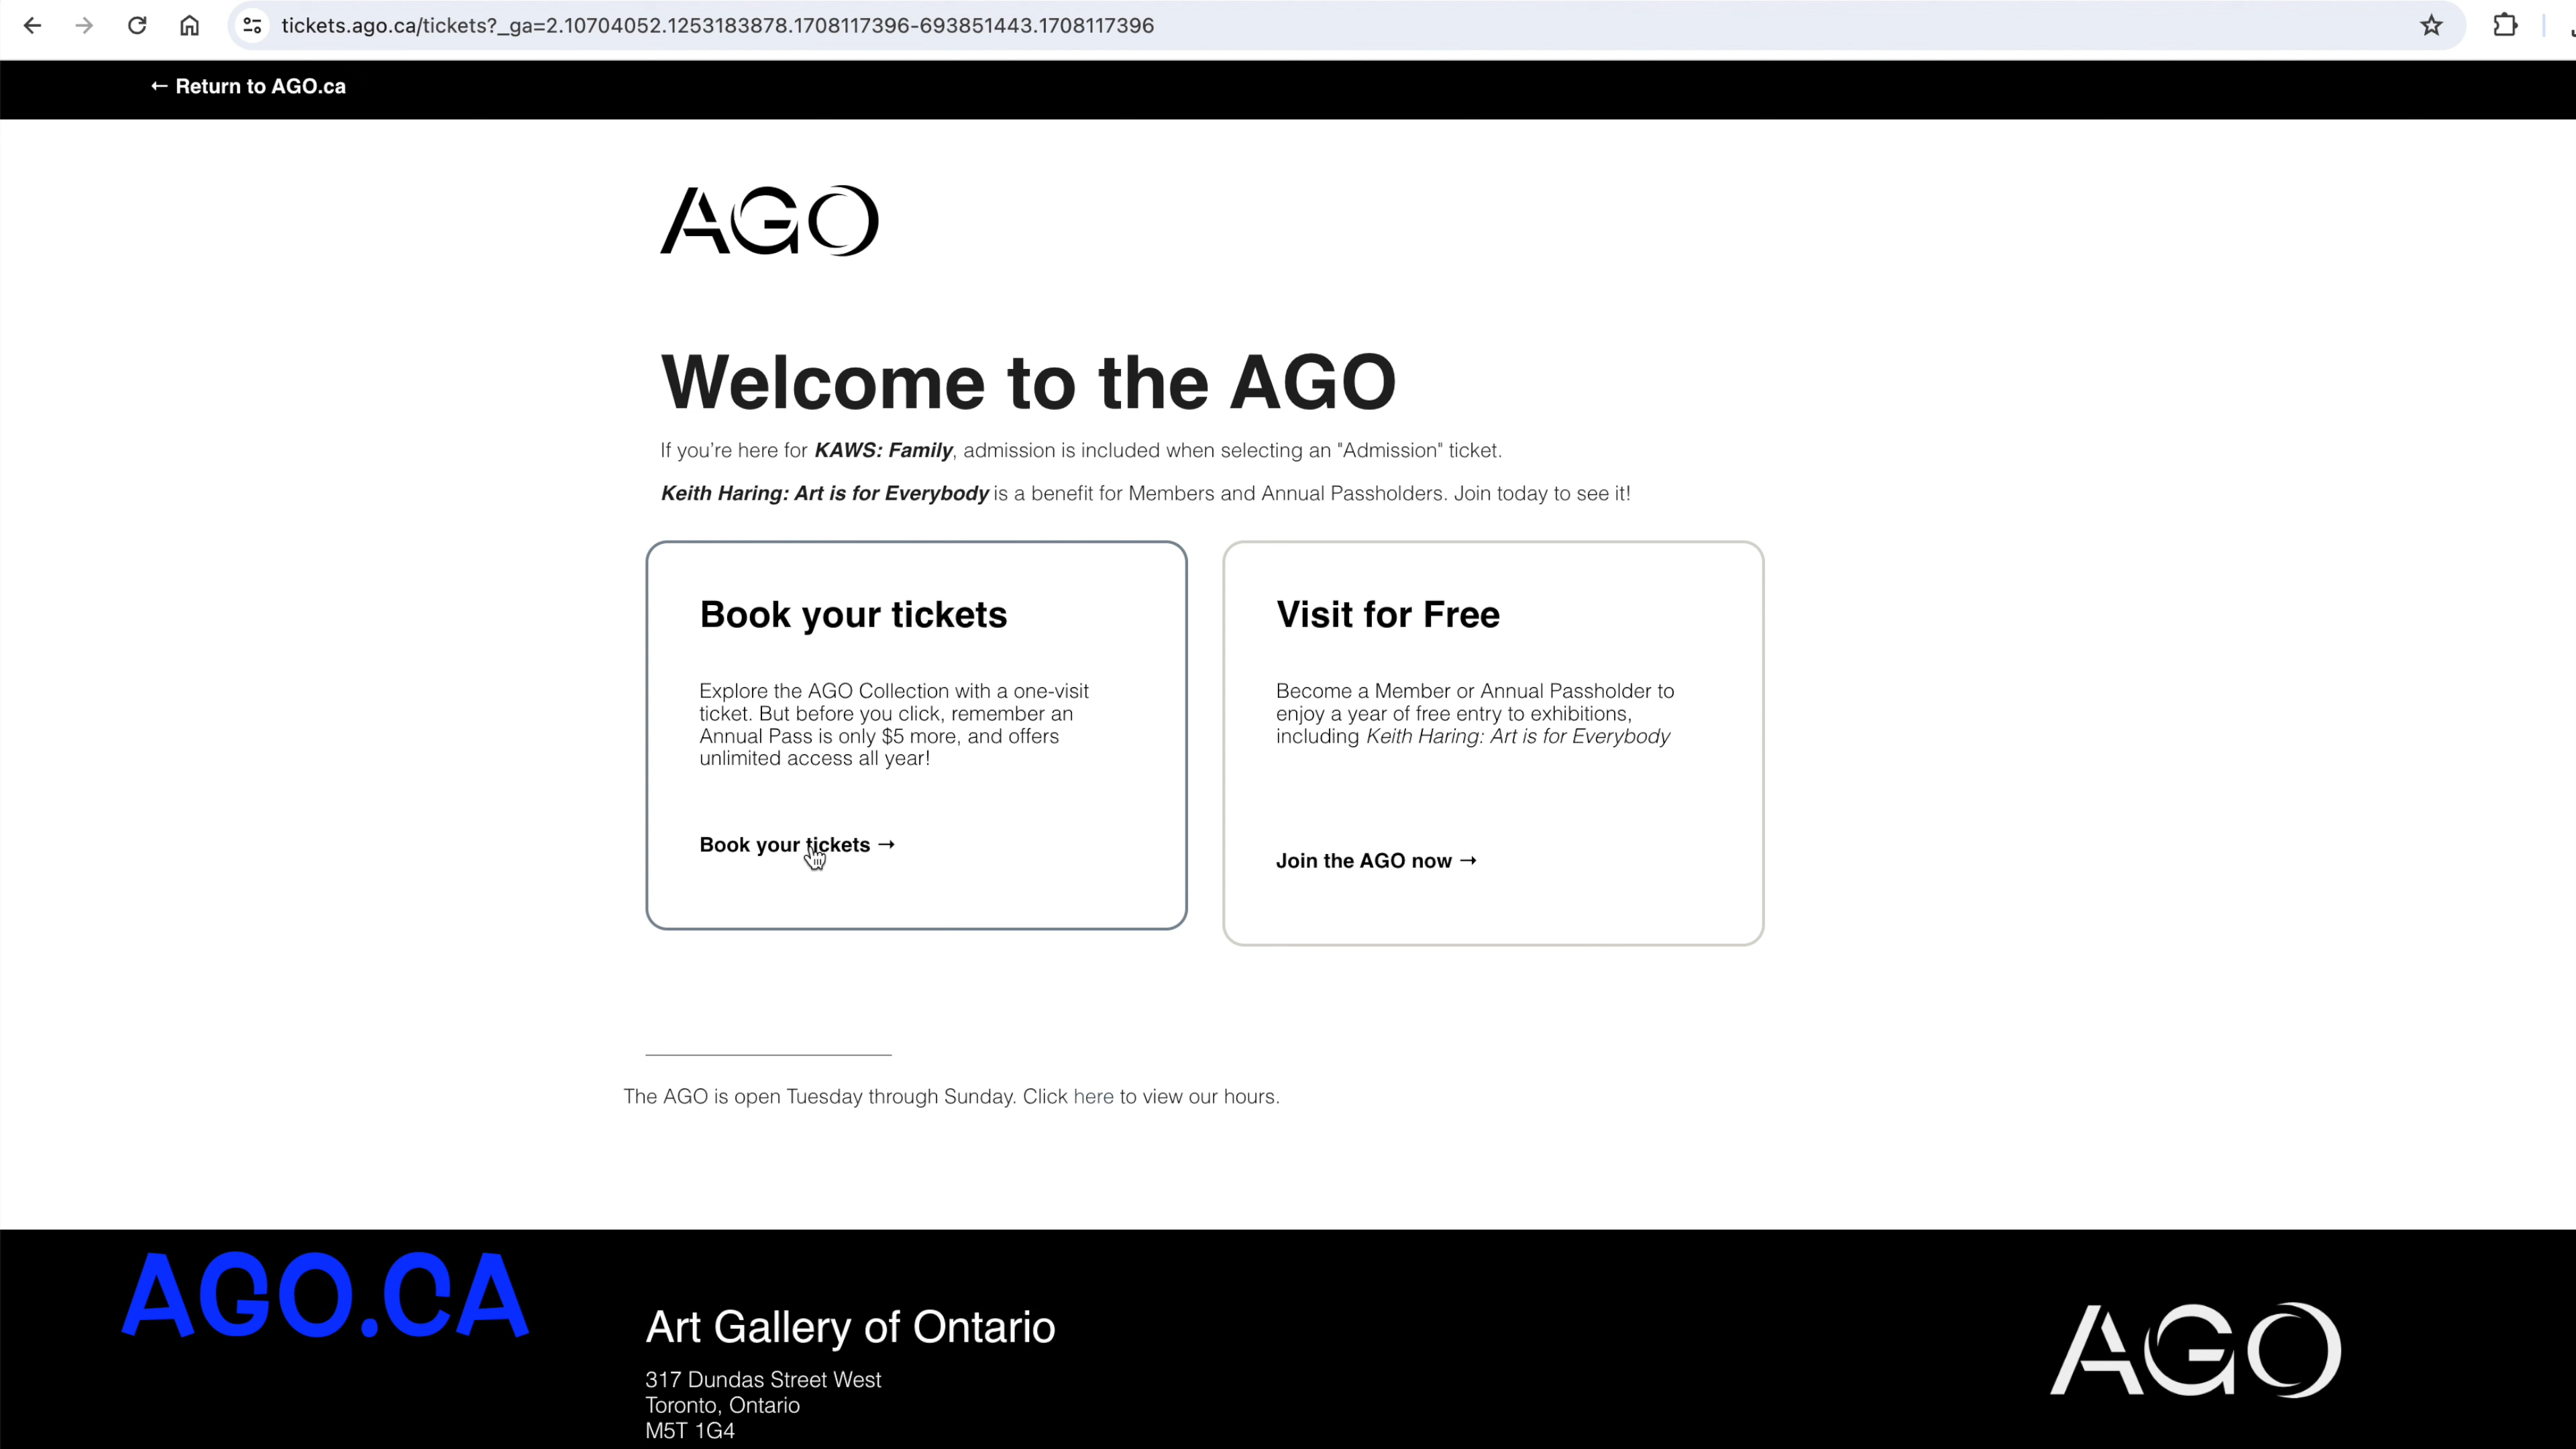 tickets.ago.ca/tickets?_ga=2.10704052.1253183878.1708117396-693851443.1708117396
← Return to AGO.ca
AGO
Welcome to the AGO
If you're here for KAWS: Family, admission is included when selecting an "Admission" ticket.
Keith Haring: Art is for Everybody is a benefit for Members and Annual Passholders. Join today to see it!
Book your tickets
Explore the AGO Collection with a one-visit
ticket. But before you click, remember an
Annual Pass is only $5 more, and offers
unlimited access all year!
Book your tickets →
Visit for Free
Become a Member or Annual Passholder to
enjoy a year of free entry to exhibitions,
including Keith Haring: Art is for Everybody
Join the AGO now →
The AGO is open Tuesday through Sunday. Click here to view our hours.
AGO.CA
Art Gallery of Ontario
317 Dundas Street West
Toronto, Ontario
M5T 1G4
AGO